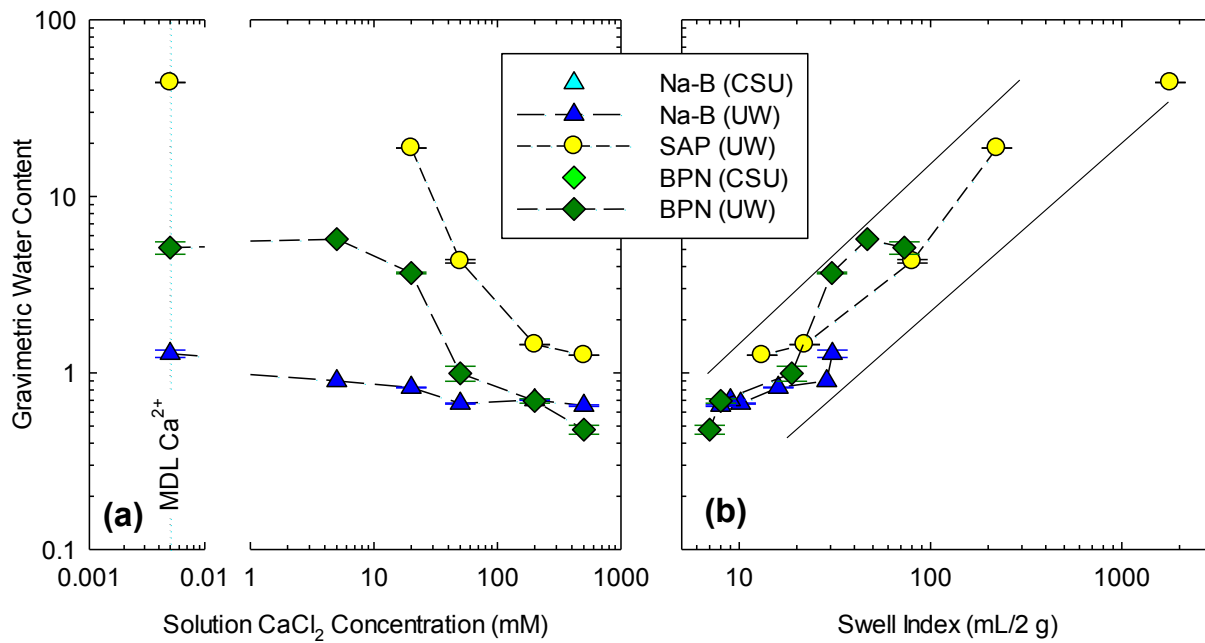 100
10
1
0.1
Gravimetric Water Content
MDL Ca2+
(a)
0.001
0.01
1
10
100
1000
Solution CaCl2 Concentration (mM)
Na-B (CSU)
Na-B (UW)
SAP (UW)
BPN (CSU)
BPN (UW)
(b)
10
100
1000
Swell Index (mL/2 g)